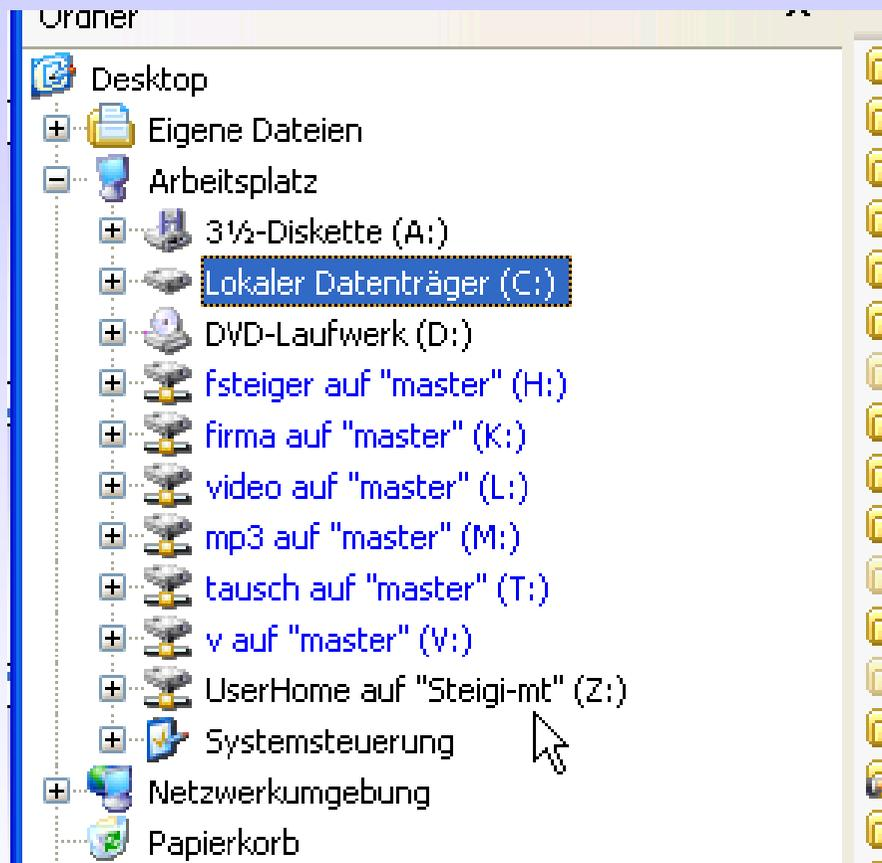 Ordner
Desktop
Eigene Dateien
Arbeitsplatz
3½-Diskette (A:)
Lokaler Datenträger (C:)
DVD-Laufwerk (D:)
fsteiger auf "master" (H:)
firma auf "master" (K:)
video auf "master" (L:)
mp3 auf "master" (M:)
tausch auf "master" (T:)
v auf "master" (V:)
UserHome auf "Steigi-mt" (Z:)
Systemsteuerung
Netzwerkumgebung
Papierkorb